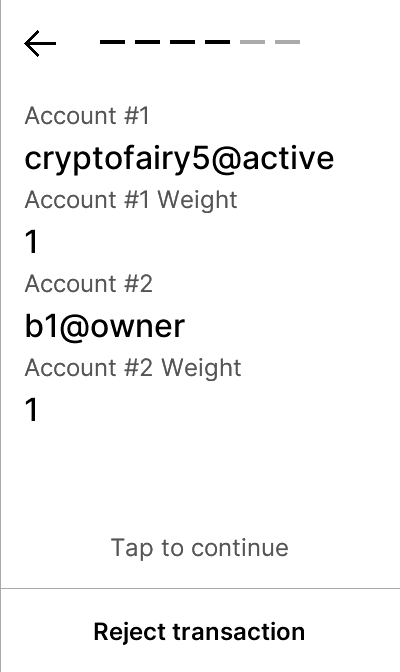 Account #1
cryptofairy5@active
Account #1 Weight
1
Account #2
b1@owner
Account #2 Weight
1
Tap to continue
Reject transaction